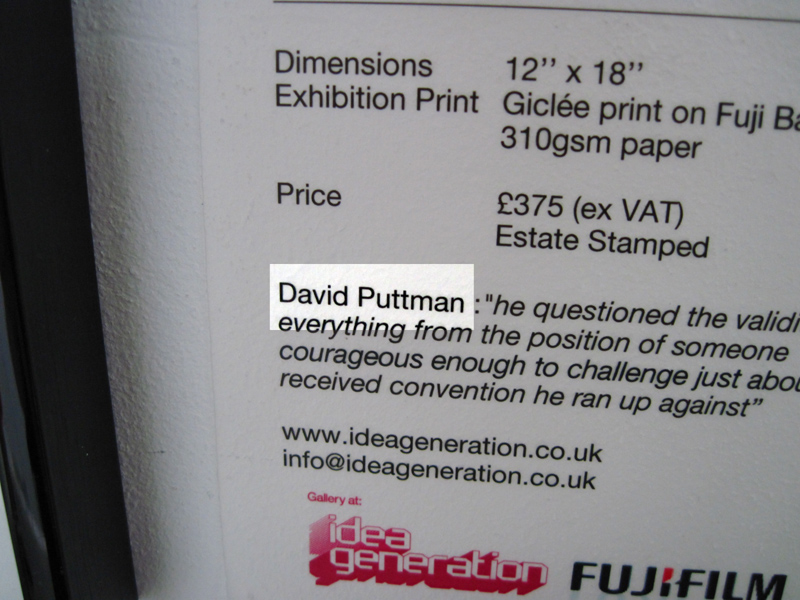 Dimensions 12’’ x 18’’
Exhibition Print Giclée print on Fuji
310gsm paper
Price £375 (ex VAT)
Estate Stamped
David Puttman :"he questioned the
everything from the position of someone
courageous enough to challenge just
received convention he ran up against”
www.ideageneration.co.uk
info@ideageneration.co.uk
Gallery at:
idea
generation
FUJIFILM